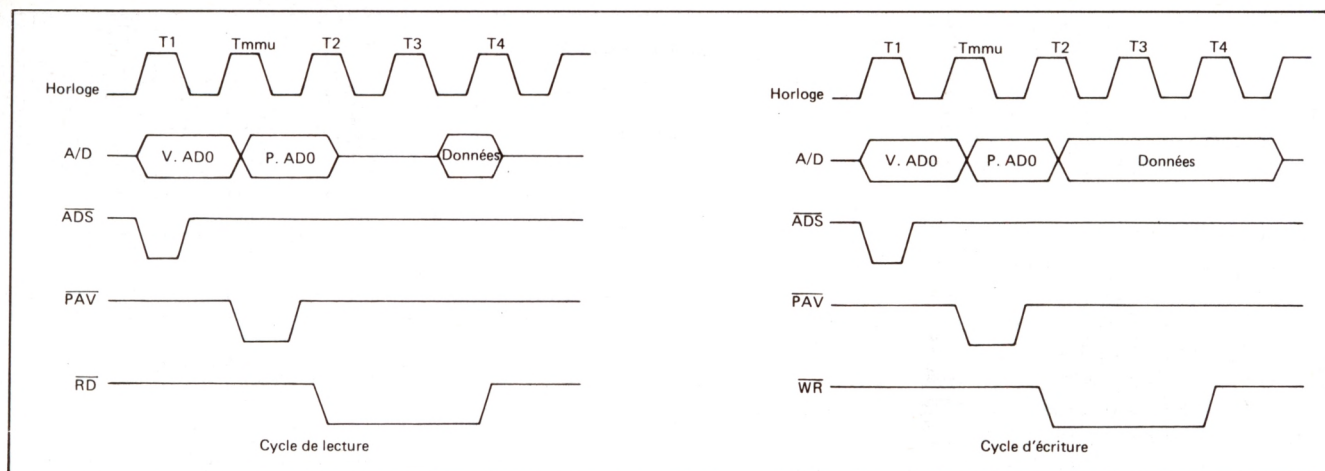 T1 Tmmu T2 T3 T4
Horloge
A/D V. AD0 P. AD0 Données
ADS
PAV
RD
Cycle de lecture
T1 Tmmu T2 T3 T4
Horloge
A/D V. AD0 P. AD0 Données
ADS
PAV
WR
Cycle d'écriture